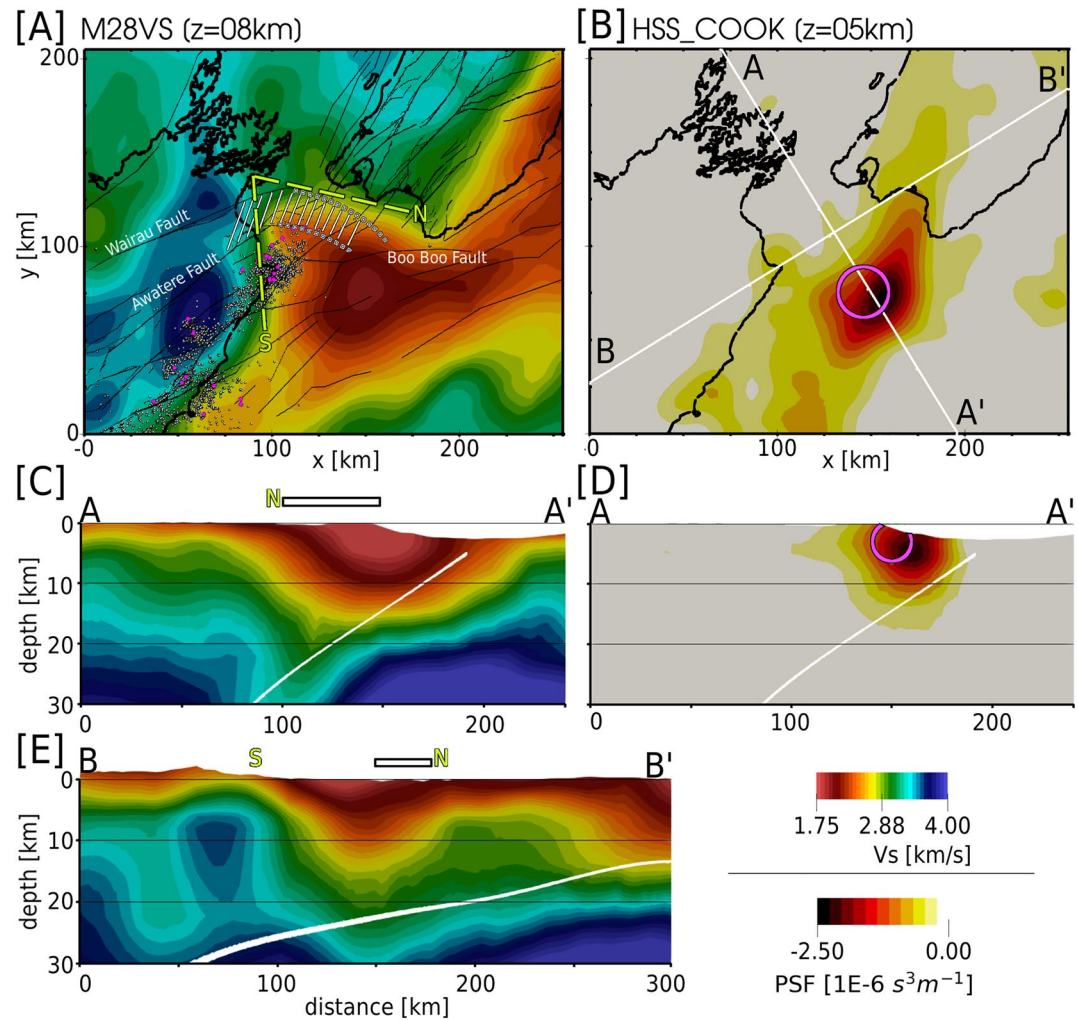 [A] M28VS (z=08km)
[B] HSS_COOK (z=05km)
200
100
0
y [km]
-0
100
200
x [km]
Wairau Fault
Awatere Fault
Boo Boo Fault
N
S
A
B'
B
A'
0
100
200
x [km]
[C]
A
N
A'
0
10
20
30
depth [km]
0
100
200
[D]
A
A'
0
100
200
[E]
B
S
N
B'
0
10
20
30
depth [km]
0
50
100
150
200
250
300
distance [km]
1.75
2.88
4.00
Vs [km/s]
-2.50
0.00
PSF [1E-6 s³m⁻¹]